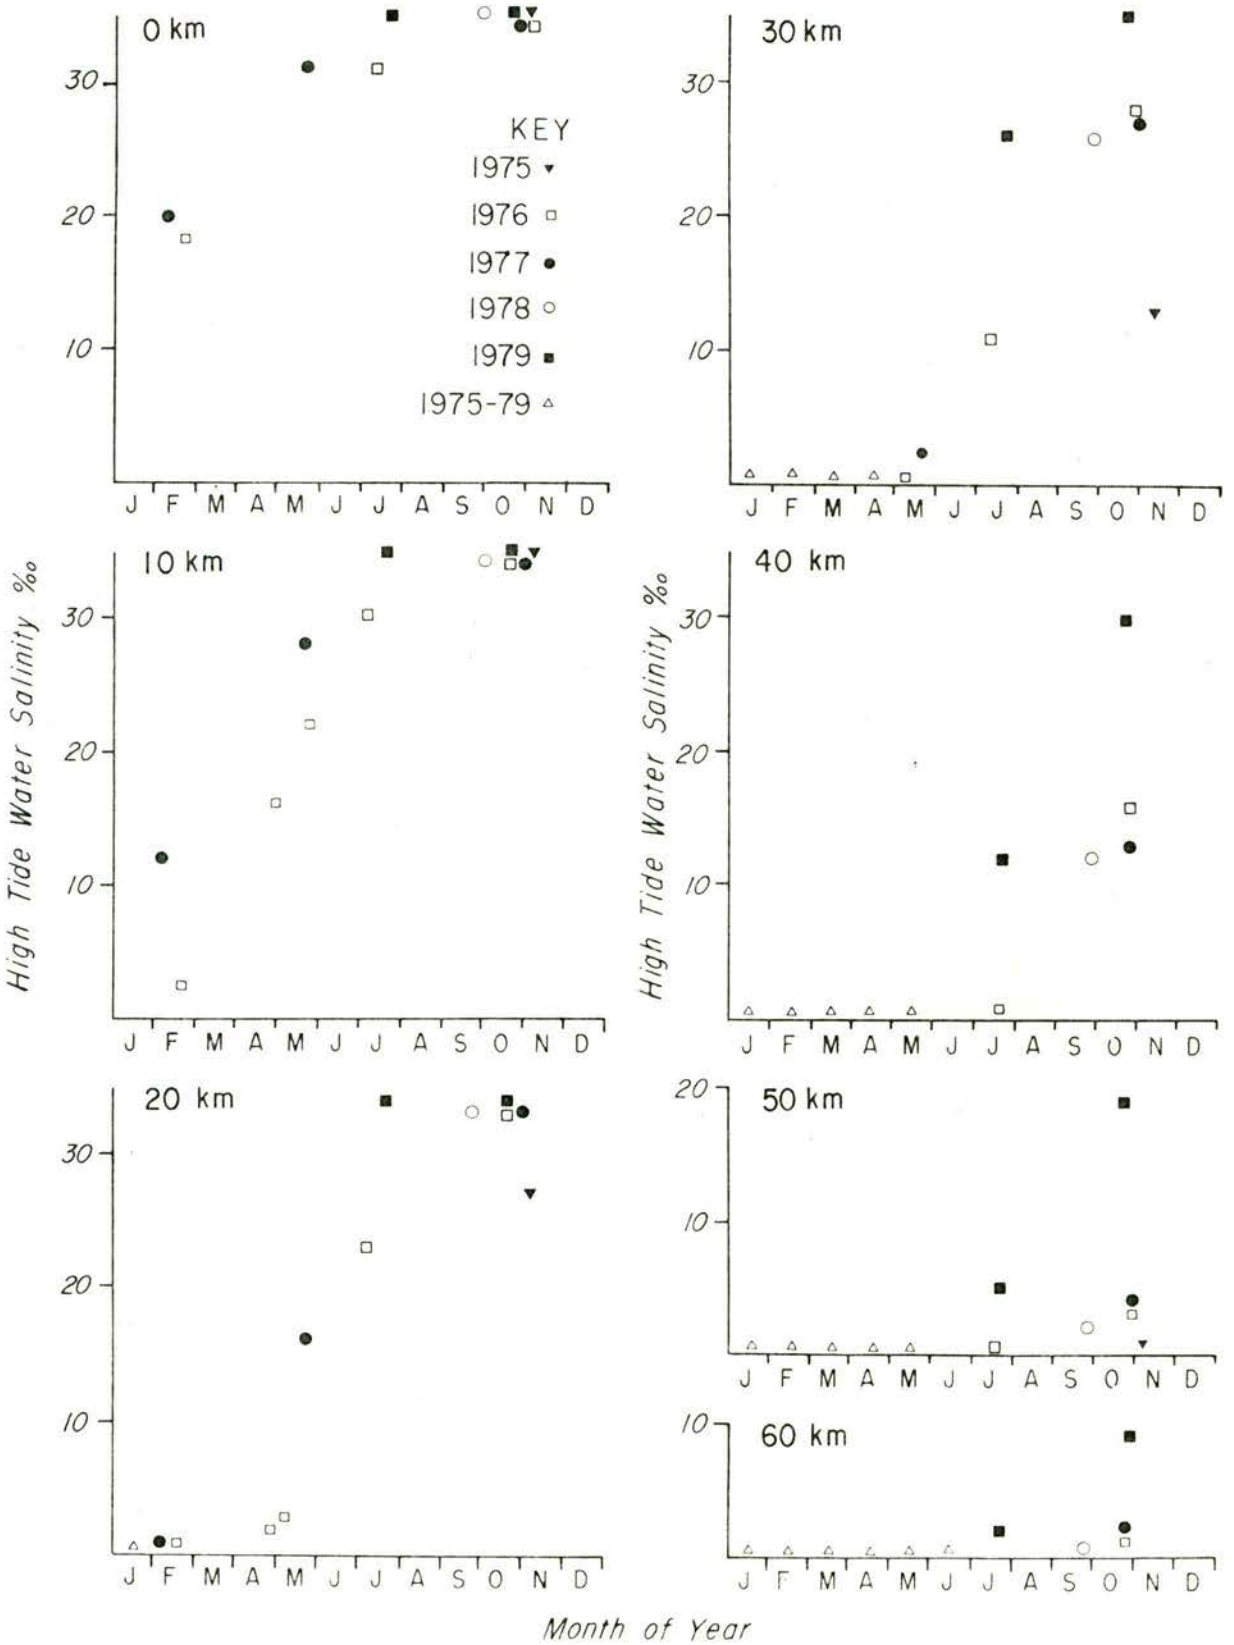 0 km
30
20
10
KEY
1975
1976
1977
1978
1979
1975-79
J F M A M J J A S O N D
30 km
30
20
10
J F M A M J J A S O N D
High Tide Water Salinity ‰
10 km
30
20
10
J F M A M J J A S O N D
High Tide Water Salinity ‰
40 km
30
20
10
J F M A M J J A S O N D
20 km
30
20
10
J F M A M J J A S O N D
50 km
20
10
J F M A M J J A S O N D
60 km
10
J F M A M J J A S O N D
Month of Year